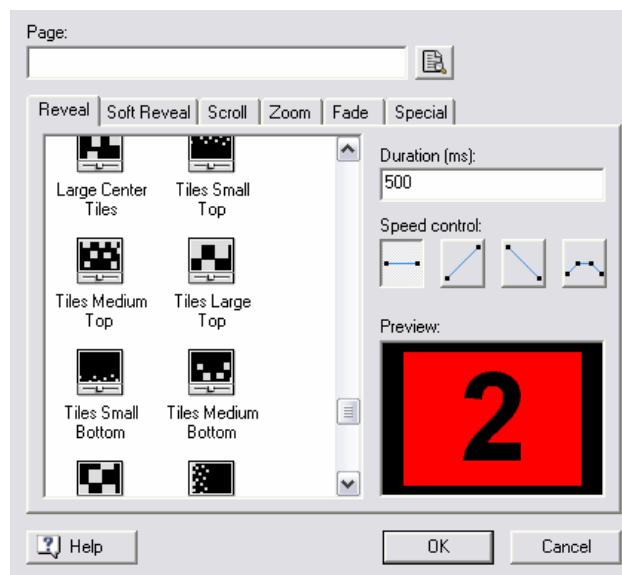 Page:
Reveal Soft Reveal Scroll Zoom Fade Special
Large Center
Tiles
Tiles Small
Top
Tiles Medium
Top
Tiles Large
Top
Tiles Small
Bottom
Tiles Medium
Bottom
Duration (ms):
500
Speed control:
Preview:
2
Help
OK
Cancel